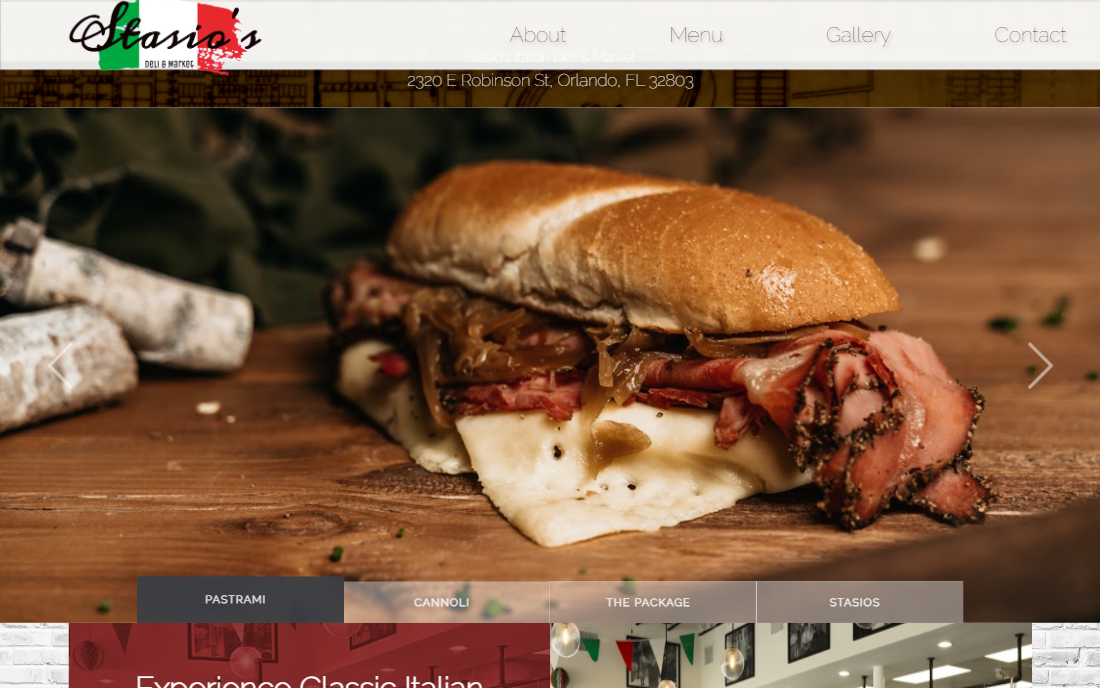 Stasio's
DELI & MARKET
About
Menu
Gallery
Contact
Stasio's Italian Deli & Market
2320 E Robinson St, Orlando, FL 32803
PASTRAMI
CANNOLI
THE PACKAGE
STASIOS
Experience Classic Italian